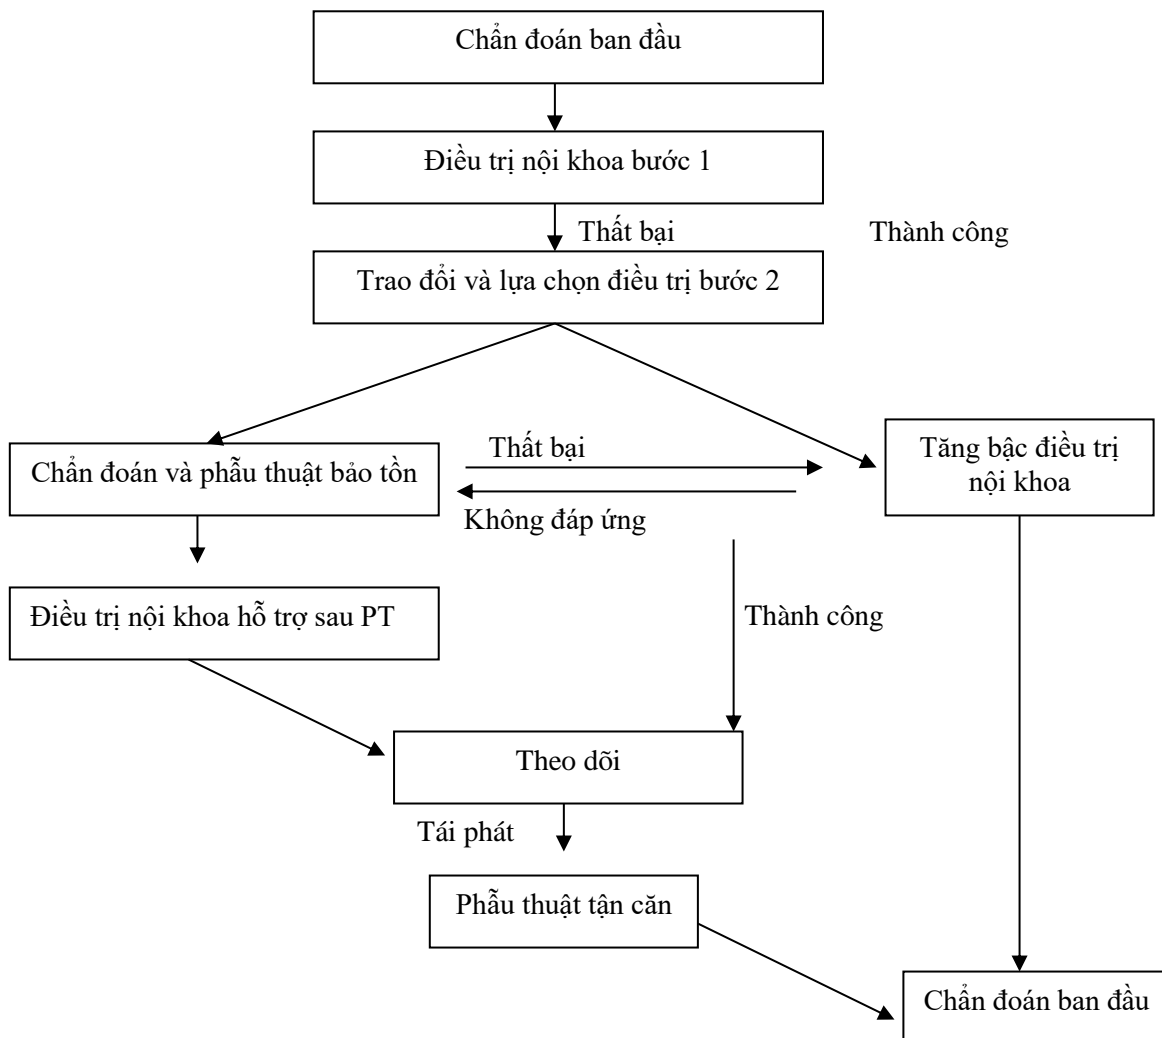 Chẩn đoán ban đầu
Điều trị nội khoa bước 1
Thất bại
Thành công
Trao đổi và lựa chọn điều trị bước 2
Chẩn đoán và phẫu thuật bảo tồn
Thất bại
Không đáp ứng
Tăng bậc điều trị
nội khoa
Điều trị nội khoa hỗ trợ sau PT
Thành công
Theo dõi
Tái phát
Phẫu thuật tận căn
Chẩn đoán ban đầu